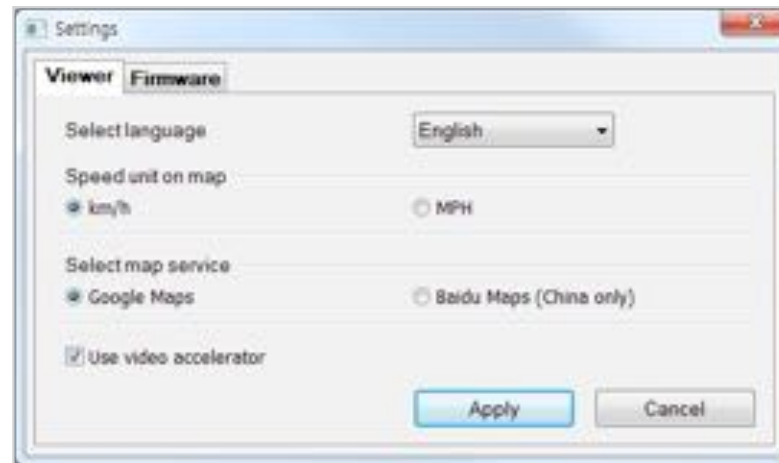 Settings
Viewer Firmware
Select language English
Speed unit on map
km/h MPH
Select map service
Google Maps Baidu Maps (China only)
Use video accelerator
Apply Cancel